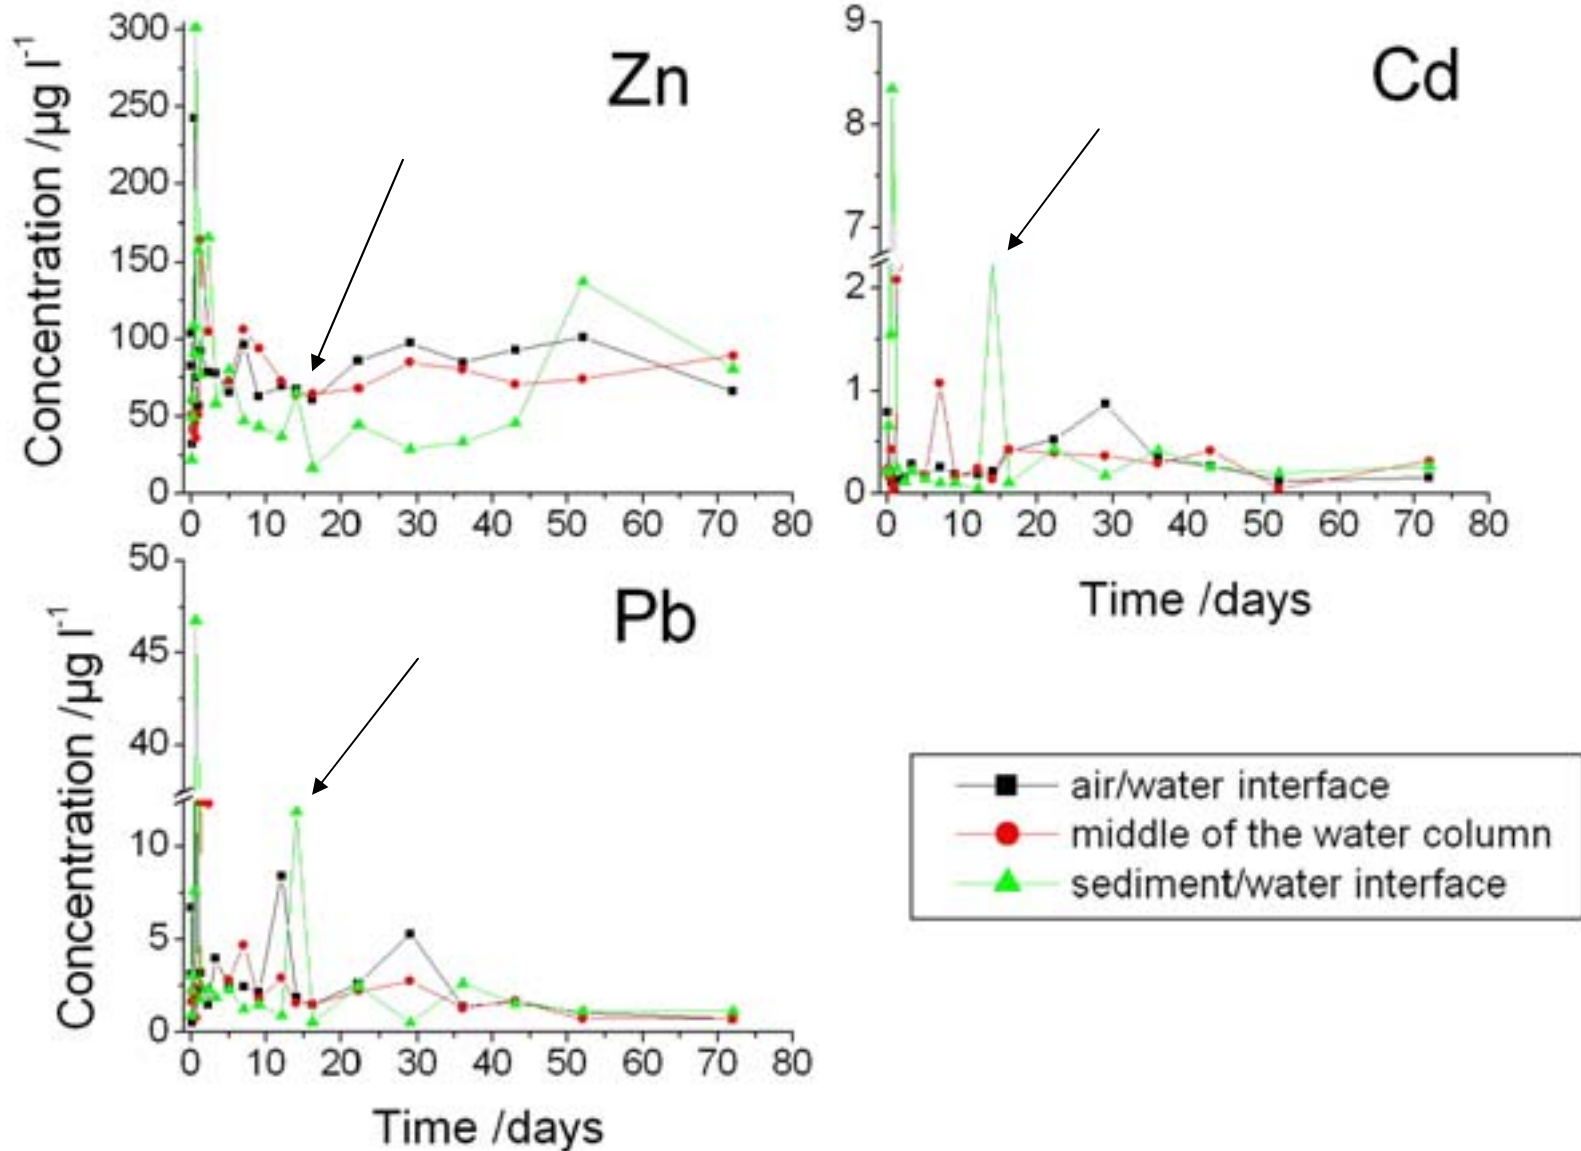 Zn
Concentration /µg l⁻¹
300
250
200
150
100
50
0
0 10 20 30 40 50 60 70 80
Cd
9
8
7
2
1
0
0 10 20 30 40 50 60 70 80
Time /days
Pb
Concentration /µg l⁻¹
50
45
40
10
5
0
0 10 20 30 40 50 60 70 80
Time /days
air/water interface
middle of the water column
sediment/water interface